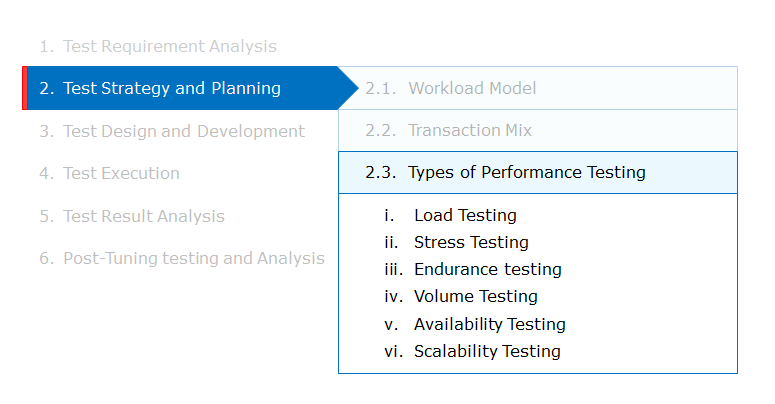 1. Test Requirement Analysis
2. Test Strategy and Planning
3. Test Design and Development
4. Test Execution
5. Test Result Analysis
6. Post-Tuning testing and Analysis
2.1. Workload Model
2.2. Transaction Mix
2.3. Types of Performance Testing
i. Load Testing
ii. Stress Testing
iii. Endurance testing
iv. Volume Testing
v. Availability Testing
vi. Scalability Testing